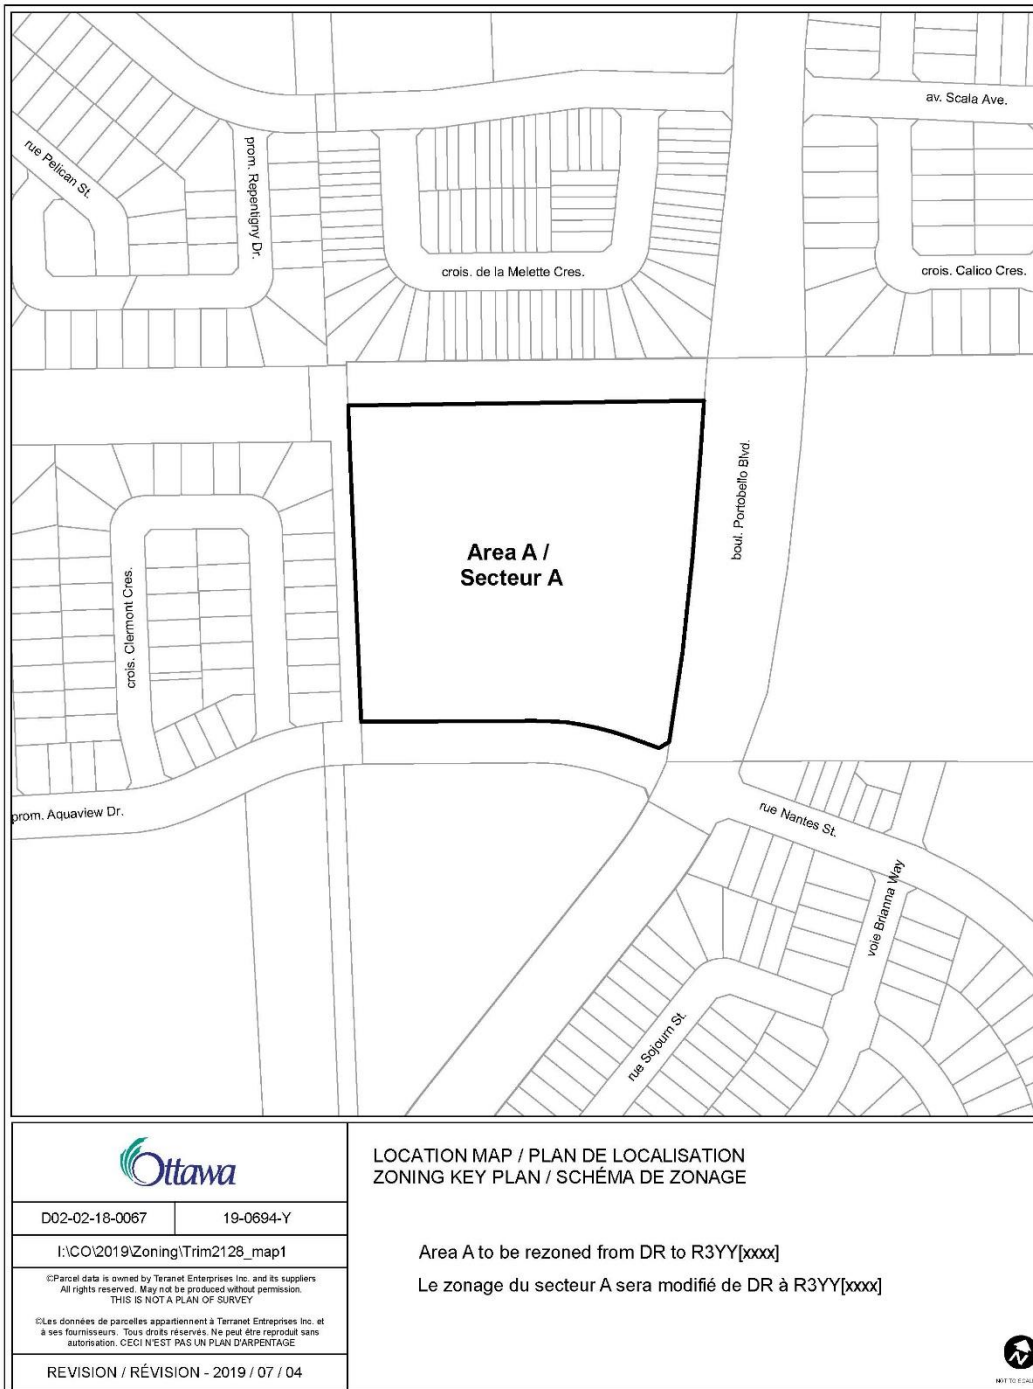 av. Scala Ave.
rue Pelican St.
prom. Repentigny Dr.
crois. de la Melette Cres.
crois. Calico Cres.
boul. Portobello Blvd.
Area A /
Secteur A
crois. Clermont Cres.
prom. Aquaview Dr.
rue Nantes St.
voie Brianna Way
rue Sojourn St.
Ottawa
D02-02-18-0067
19-0694-Y
I:\CO\2019\Zoning\Trim2128_map1
©Parcel data is owned by Teranet Enterprises Inc. and its suppliers
All rights reserved. May not be produced without permission.
THIS IS NOT A PLAN OF SURVEY
©Les données de parcelles appartiennent à Terranet Entreprises Inc. et
à ses fournisseurs. Tous droits réservés. Ne peut être reproduit sans
autorisation. CECI N'EST PAS UN PLAN D'ARPENTAGE
REVISION / RÉVISION - 2019 / 07 / 04
LOCATION MAP / PLAN DE LOCALISATION
ZONING KEY PLAN / SCHÉMA DE ZONAGE
Area A to be rezoned from DR to R3YY[xxxx]
Le zonage du secteur A sera modifié de DR à R3YY[xxxx]
N
NOT TO SCALE